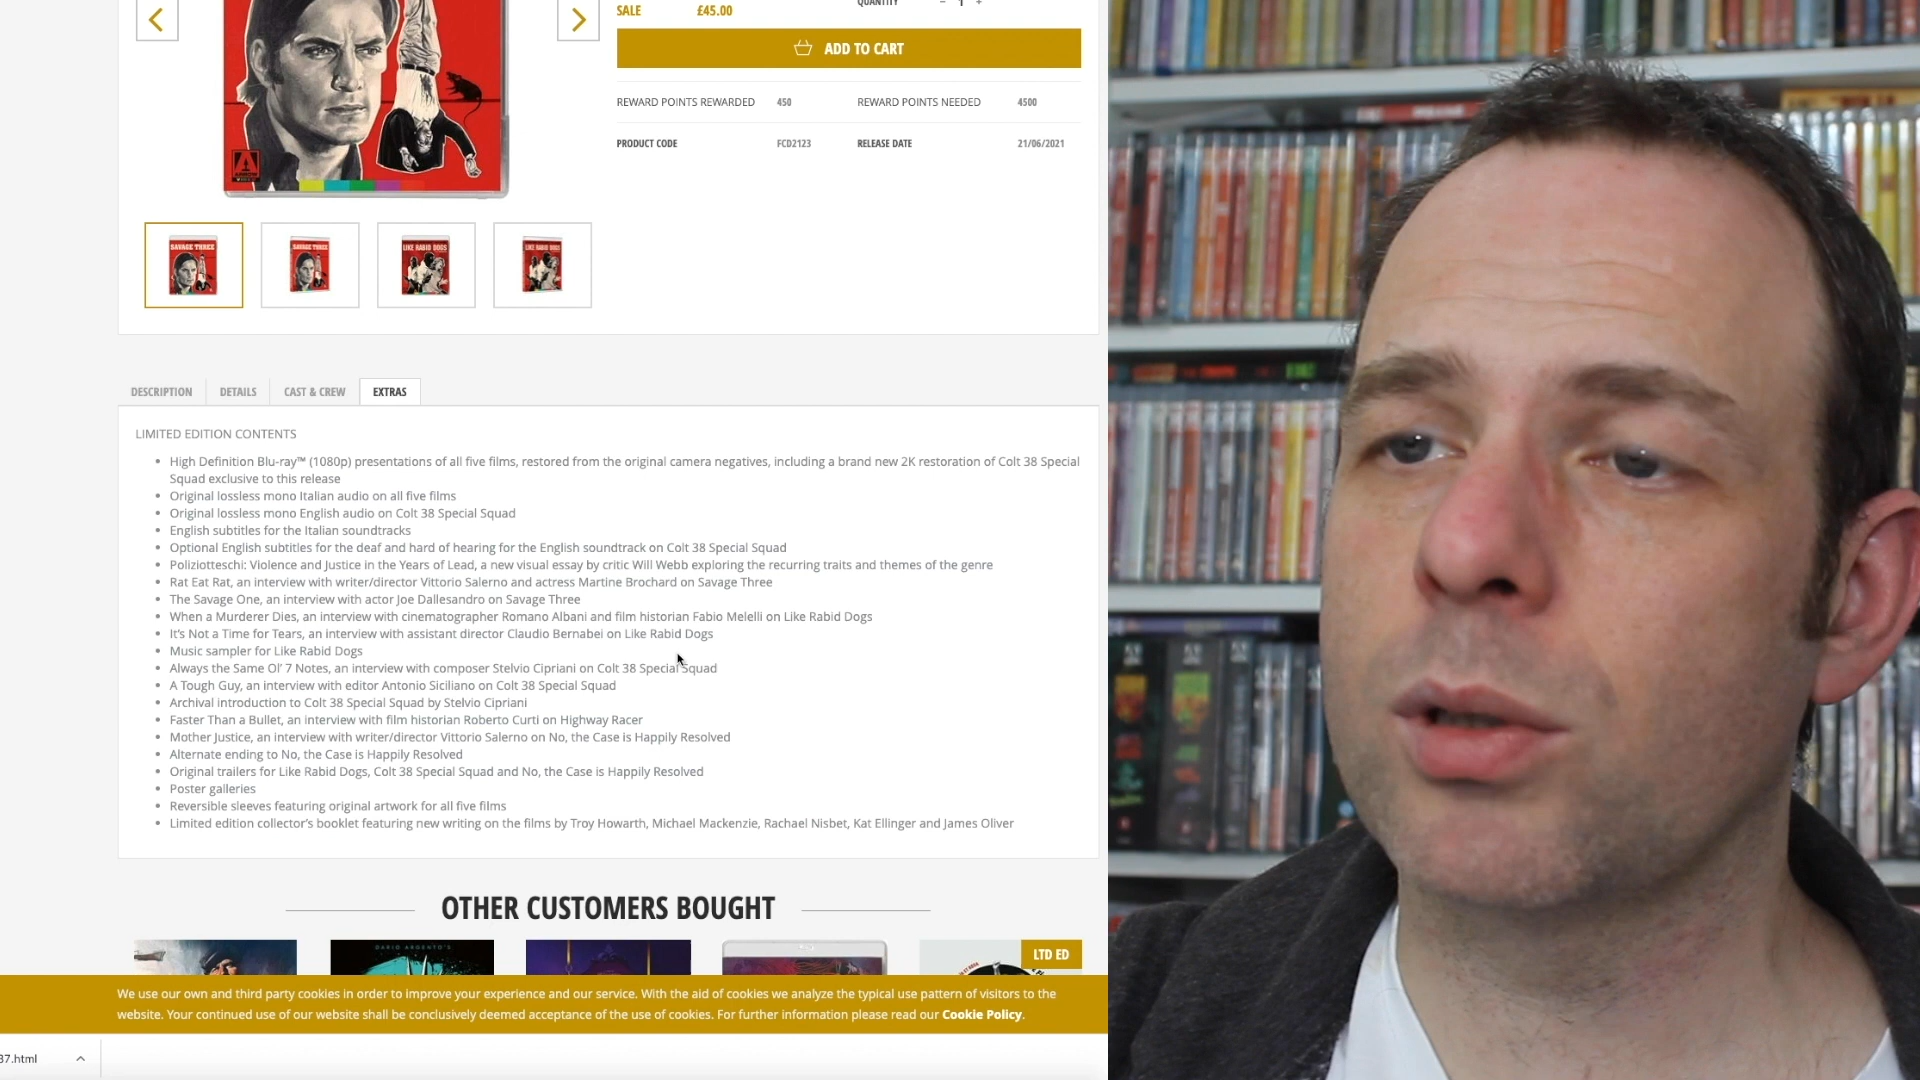 SALE £45.00
QUANTITY - 1 +
ADD TO CART
REWARD POINTS REWARDED 450 REWARD POINTS NEEDED 4500
PRODUCT CODE FCD2123 RELEASE DATE 21/06/2021
SAVAGE THREE
SAVAGE THREE
LIKE RABID DOGS
LIKE RABID DOGS
DESCRIPTION DETAILS CAST & CREW EXTRAS
LIMITED EDITION CONTENTS
• High Definition Blu-ray™ (1080p) presentations of all five films, restored from the original camera negatives, including a brand new 2K restoration of Colt 38 Special
Squad exclusive to this release
• Original lossless mono Italian audio on all five films
• Original lossless mono English audio on Colt 38 Special Squad
• English subtitles for the Italian soundtracks
• Optional English subtitles for the deaf and hard of hearing for the English soundtrack on Colt 38 Special Squad
• Poliziotteschi: Violence and Justice in the Years of Lead, a new visual essay by critic Will Webb exploring the recurring traits and themes of the genre
• Rat Eat Rat, an interview with writer/director Vittorio Salerno and actress Martine Brochard on Savage Three
• The Savage One, an interview with actor Joe Dallesandro on Savage Three
• When a Murderer Dies, an interview with cinematographer Romano Albani and film historian Fabio Melelli on Like Rabid Dogs
• It's Not a Time for Tears, an interview with assistant director Claudio Bernabei on Like Rabid Dogs
• Music sampler for Like Rabid Dogs
• Always the Same Ol' 7 Notes, an interview with composer Stelvio Cipriani on Colt 38 Special Squad
• A Tough Guy, an interview with editor Antonio Siciliano on Colt 38 Special Squad
• Archival introduction to Colt 38 Special Squad by Stelvio Cipriani
• Faster Than a Bullet, an interview with film historian Roberto Curti on Highway Racer
• Mother Justice, an interview with writer/director Vittorio Salerno on No, the Case is Happily Resolved
• Alternate ending to No, the Case is Happily Resolved
• Original trailers for Like Rabid Dogs, Colt 38 Special Squad and No, the Case is Happily Resolved
• Poster galleries
• Reversible sleeves featuring original artwork for all five films
• Limited edition collector's booklet featuring new writing on the films by Troy Howarth, Michael Mackenzie, Rachael Nisbet, Kat Ellinger and James Oliver
OTHER CUSTOMERS BOUGHT
DARIO ARGENTO'S
LTD ED
We use our own and third party cookies in order to improve your experience and our service. With the aid of cookies we analyze the typical use pattern of visitors to the
website. Your continued use of our website shall be conclusively deemed acceptance of the use of cookies. For further information please read our Cookie Policy.
37.html